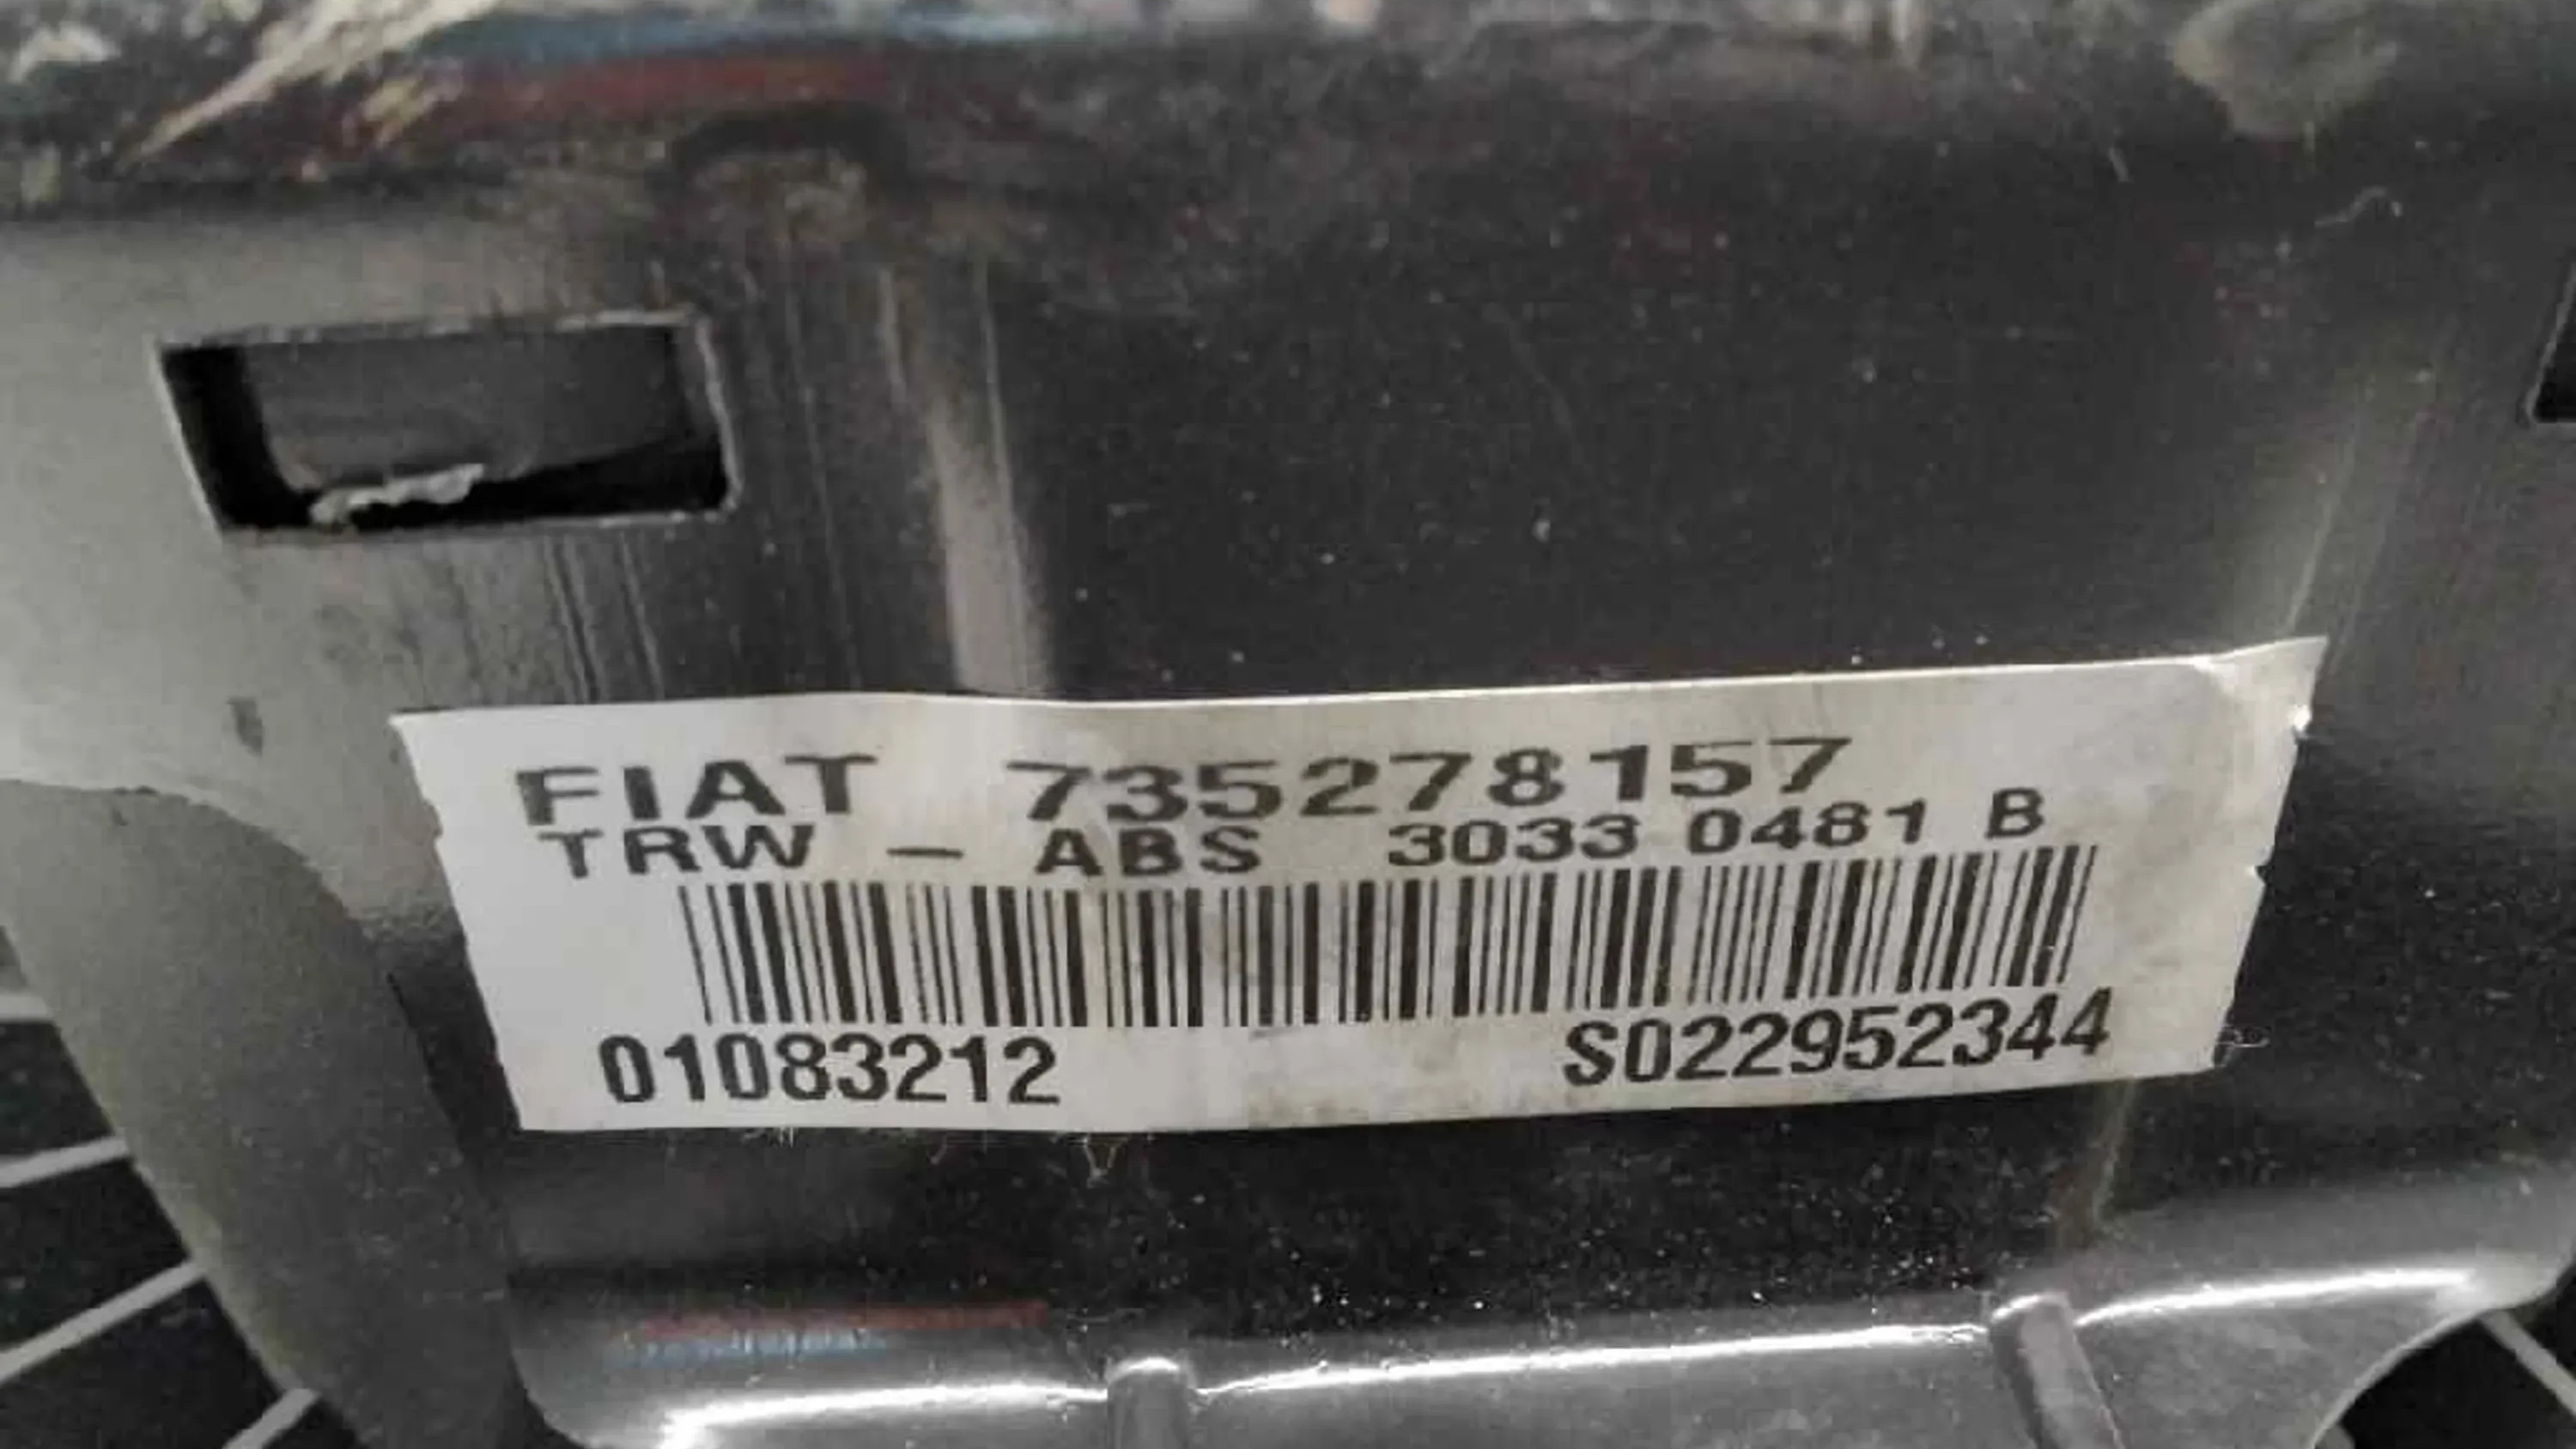 FIAT 735278157
TRW - ABS 3033 0481 B
01083212 S022952344